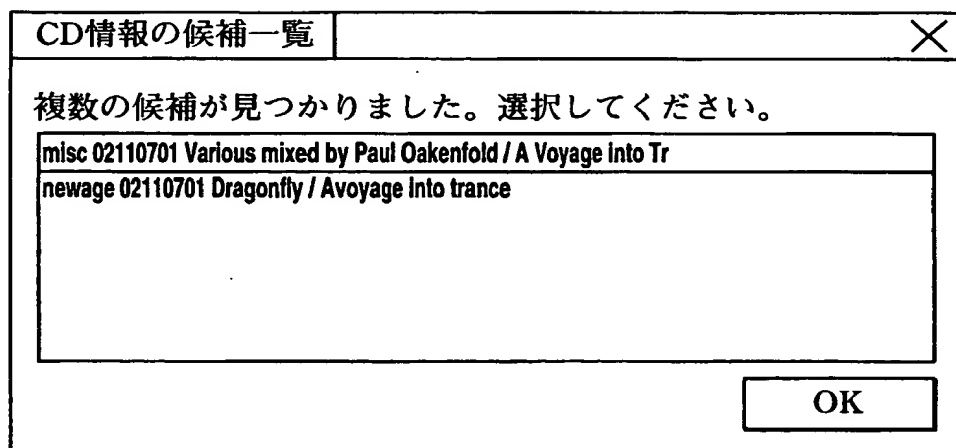 CD情報の候補一覧
複数の候補が見つかりました。選択してください。
misc 02110701 Various mixed by Paul Oakenfold / A Voyage into Tr
newage 02110701 Dragonfly / Avoyage into trance
OK